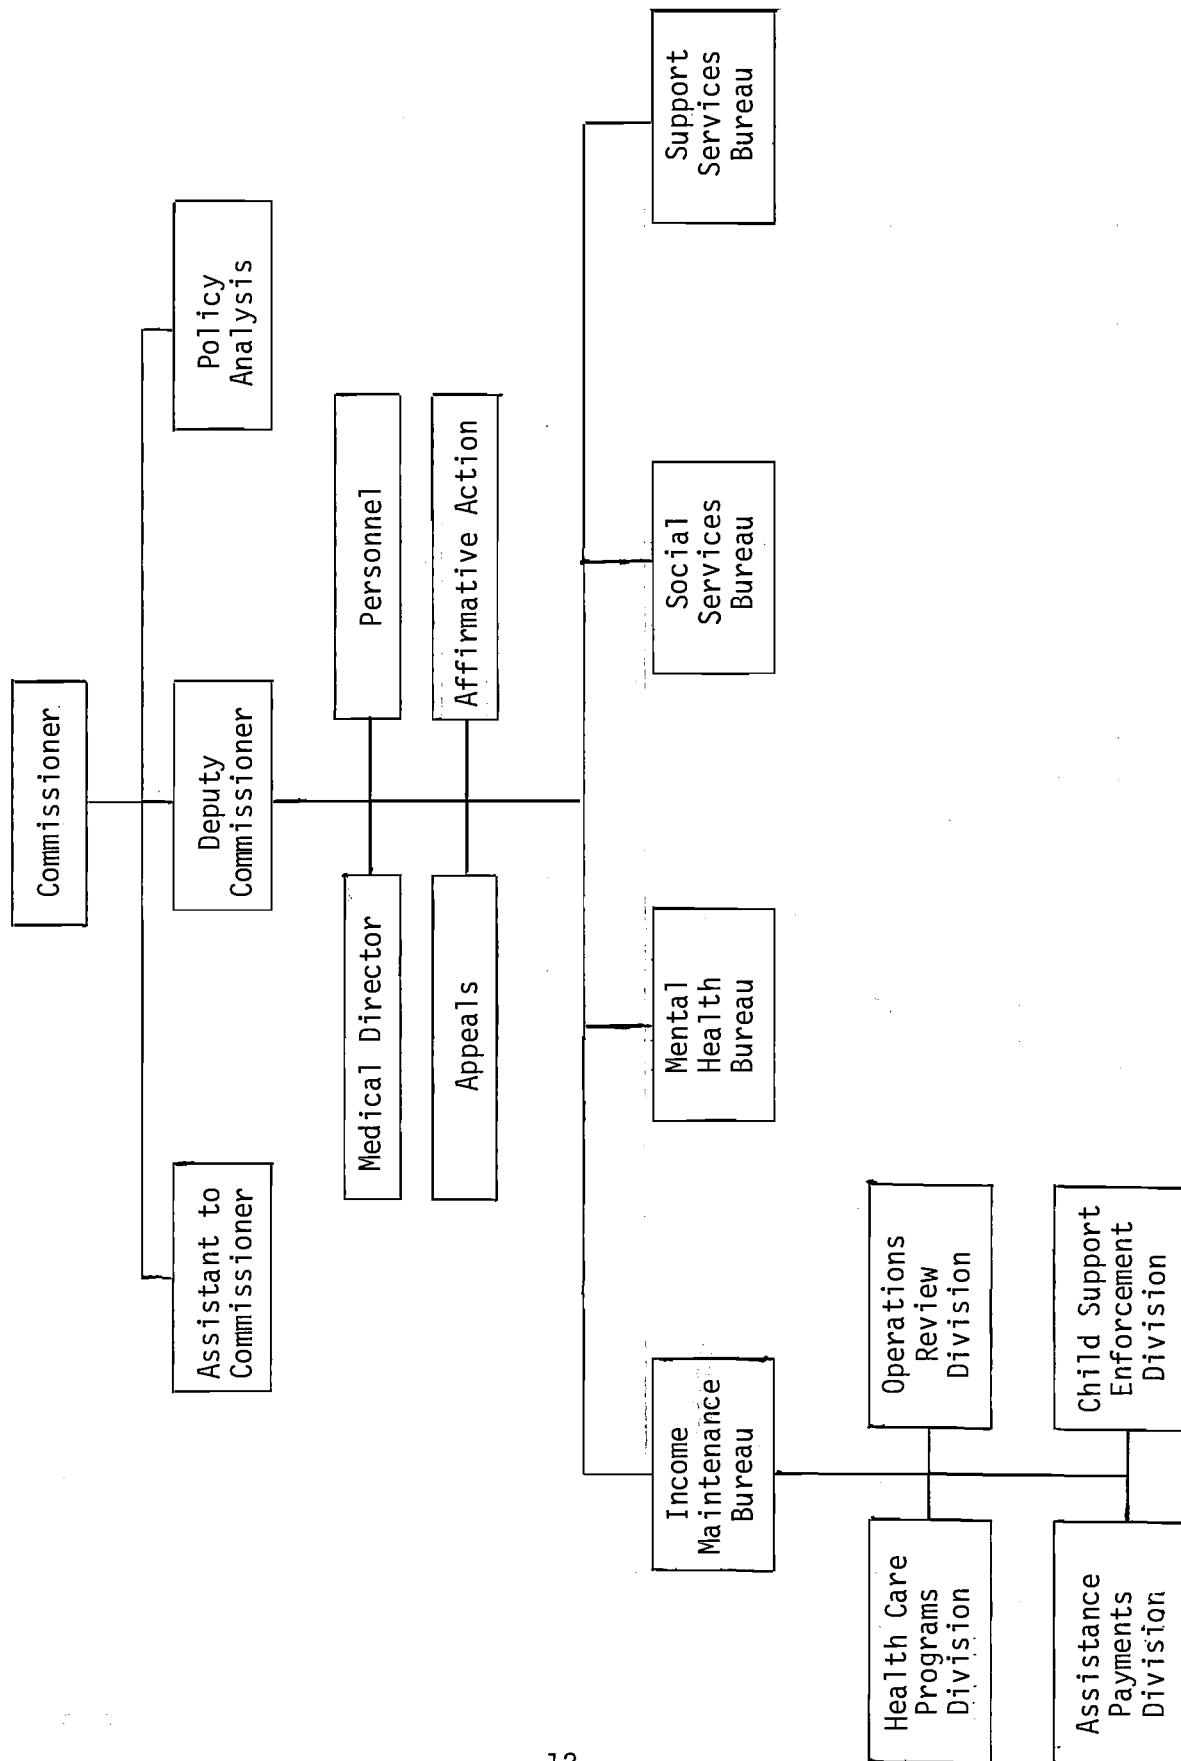 Commissioner
Assistant to
Commissioner
Deputy
Commissioner
Policy
Analysis
Medical Director
Personnel
Appeals
Affirmative Action
Income
Maintenance
Bureau
Mental
Health
Bureau
Social
Services
Bureau
Support
Services
Bureau
Health Care
Programs
Division
Operations
Review
Division
Assistance
Payments
Division
Child Support
Enforcement
Division